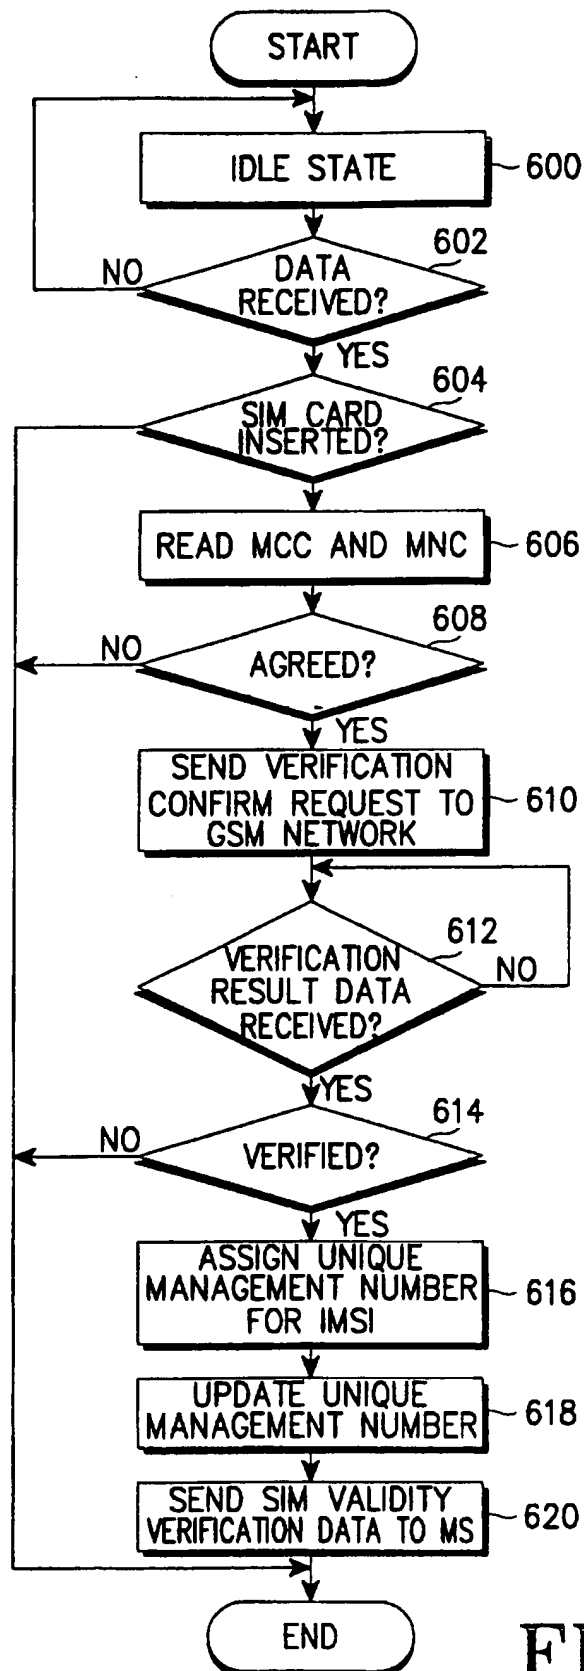 START
IDLE STATE
600
602
NO
DATA
RECEIVED?
YES
604
SIM CARD
INSERTED?
READ MCC AND MNC
606
608
NO
AGREED?
YES
SEND VERIFICATION
CONFIRM REQUEST TO
GSM NETWORK
610
612
VERIFICATION
RESULT DATA
RECEIVED?
NO
YES
614
NO
VERIFIED?
YES
ASSIGN UNIQUE
MANAGEMENT NUMBER
FOR IMSI
616
UPDATE UNIQUE
MANAGEMENT NUMBER
618
SEND SIM VALIDITY
VERIFICATION DATA TO MS
620
END